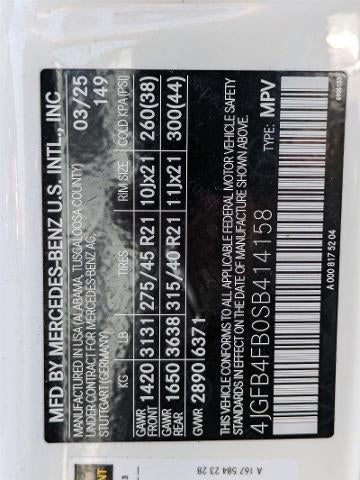 MFD BY MERCEDES-BENZ U.S. INTL., INC
MANUFACTURED IN USA (ALABAMA, TUSCALOOSA COUNTY)
UNDER CONTRACT FOR MERCEDES-BENZ AG
STUTTGART (GERMANY)
03/25
149
KG LB TIRES RIM SIZE COLD KPA(PSI)
GAWR FRONT 1420 3131 275/45 R21 10JX21 260(38)
GAWR REAR 1650 3638 315/40 R21 11JX21 300(44)
GVWR 2890/6371
THIS VEHICLE CONFORMS TO ALL APPLICABLE FEDERAL MOTOR VEHICLE SAFETY
STANDARDS IN EFFECT ON THE DATE OF MANUFACTURE SHOWN ABOVE.
4JGFB4FB0SB414158
TYPE: MPV
A 000 817 52 04
A 167 584 23 28